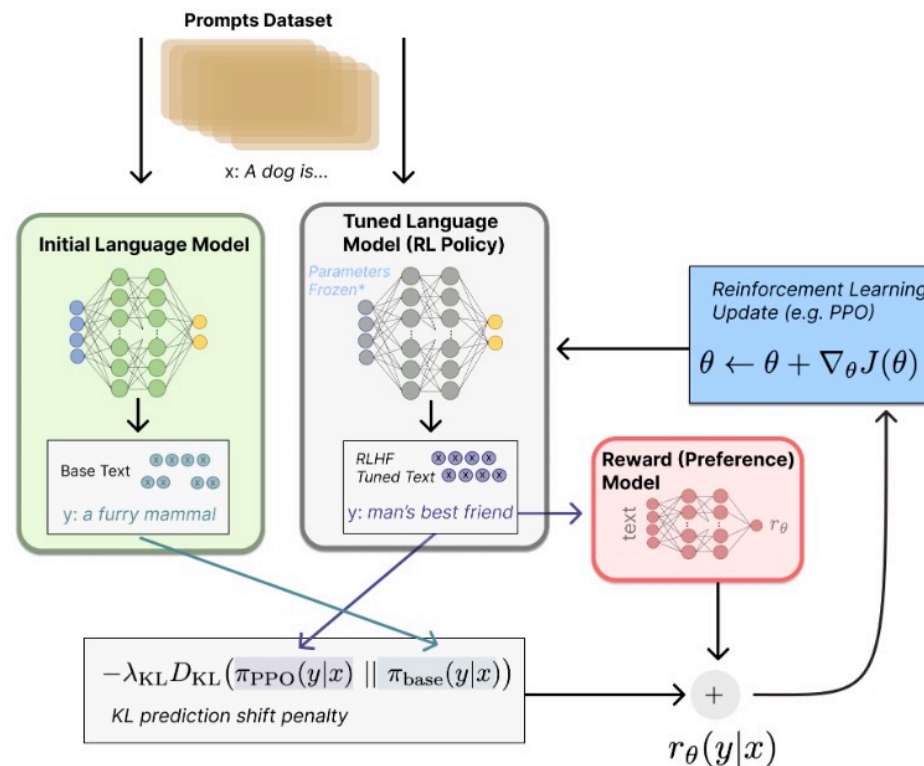 Prompts Dataset
x: A dog is...
Initial Language Model
Base Text
x x x x
x x x x
y: a furry mammal
Tuned Language
Model (RL Policy)
Parameters
Frozen*
RLHF
Tuned Text
x x x x
x x x x
y: man's best friend
Reinforcement Learning
Update (e.g. PPO)
θ ← θ + ∇θJ(θ)
Reward (Preference)
Model
text
rθ
−λKL DKL(πPPO(y|x) || πbase(y|x))
KL prediction shift penalty
+
rθ(y|x)